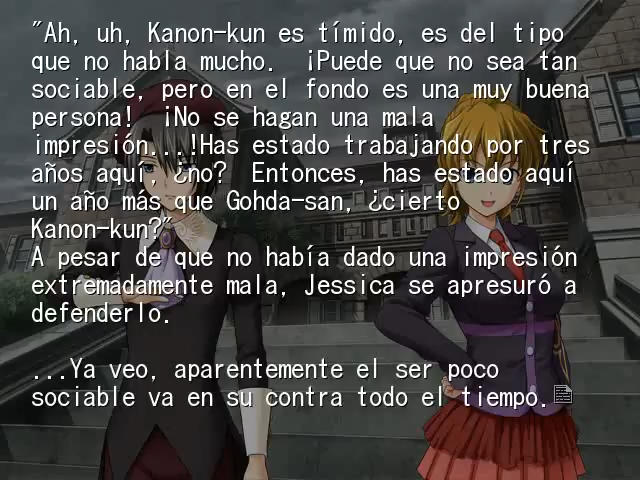 "Ah, uh, Kanon-kun es tímido, es del tipo
que no habla mucho.  ¡Puede que no sea tan
sociable, pero en el fondo es una muy buena
persona!  ¡No se hagan una mala
impresión...!Has estado trabajando por tres
años aquí, ¿no?  Entonces, has estado aquí
un año más que Gohda-san, ¿cierto
Kanon-kun?"
A pesar de que no había dado una impresión
extremadamente mala, Jessica se apresuró a
defenderlo.
...Ya veo, aparentemente el ser poco
sociable va en su contra todo el tiempo.